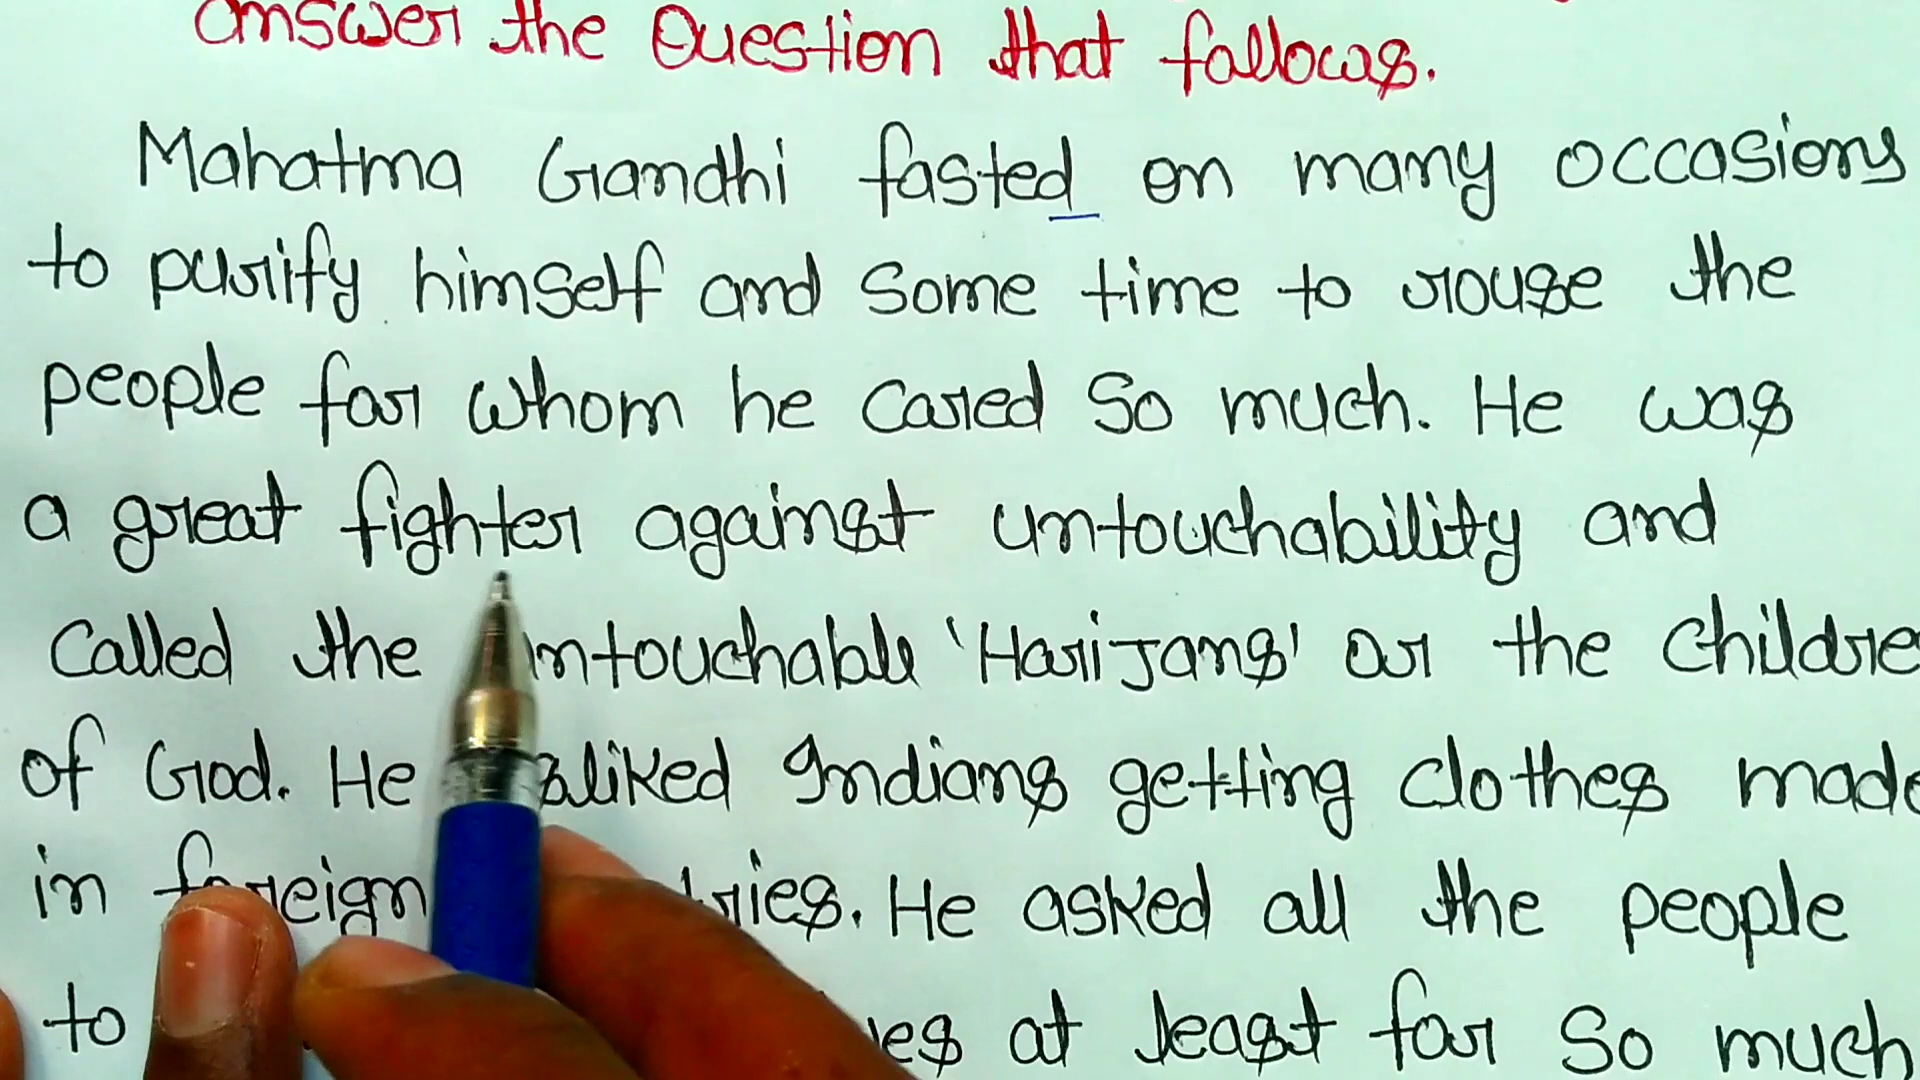 answer the Question that follows.
Mahatma Gandhi fasted on many occasions
to purify himself and some time to rouse the
people for whom he cared so much. He was
a great fighter against untouchability and
called the untouchable 'Harijans' or the childre
of God. He Indians getting clothes made
in foreign He asked all the people
to at least for so much